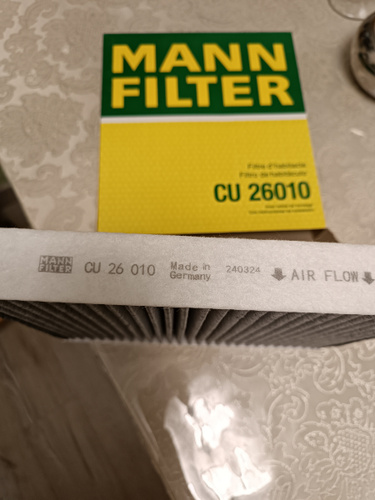 MANN
FILTER
Filtre d'habitacle
Filtro de habitáculo
CU 26010
MANN
FILTER
CU 26 010
Made in
Germany
240324
AIR FLOW